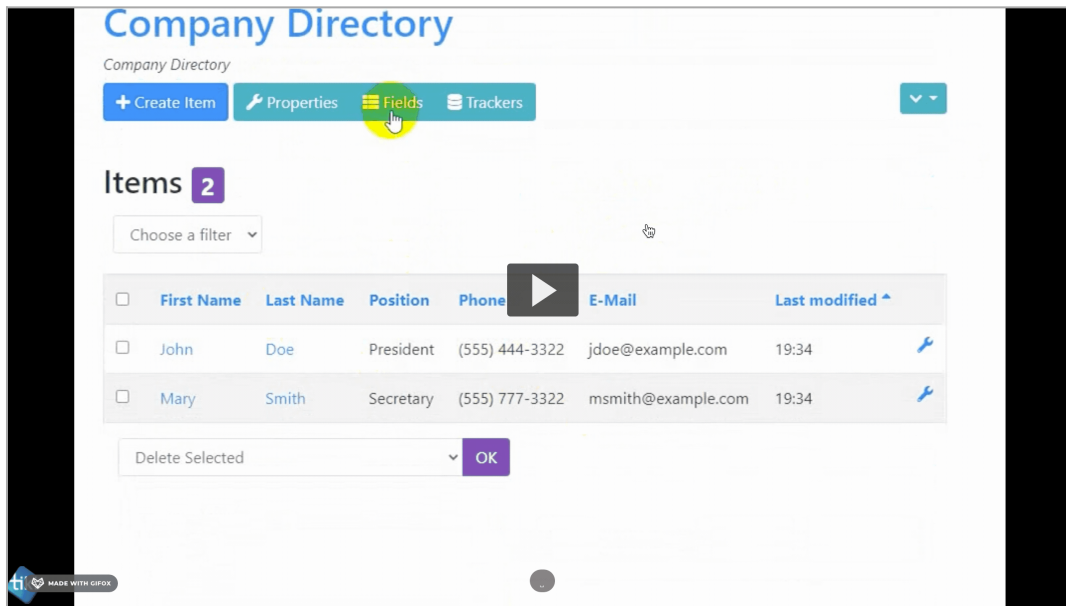 Company Directory
Company Directory
Create Item Properties Fields Trackers
Items 2
Choose a filter
First Name Last Name Position Phone E-Mail Last modified
John Doe President (555) 444-3322 jdoe@example.com 19:34
Mary Smith Secretary (555) 777-3322 msmith@example.com 19:34
Delete Selected OK
ti MADE WITH GIFOX
..